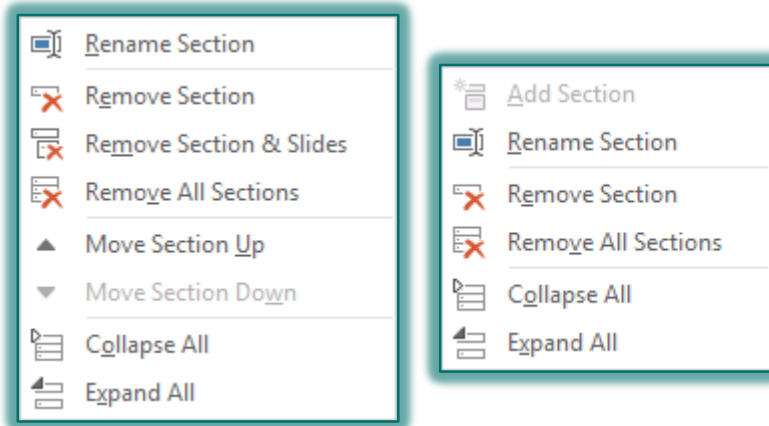 Rename Section
Remove Section
Remove Section & Slides
Remove All Sections
Move Section Up
Move Section Down
Collapse All
Expand All
Add Section
Rename Section
Remove Section
Remove All Sections
Collapse All
Expand All